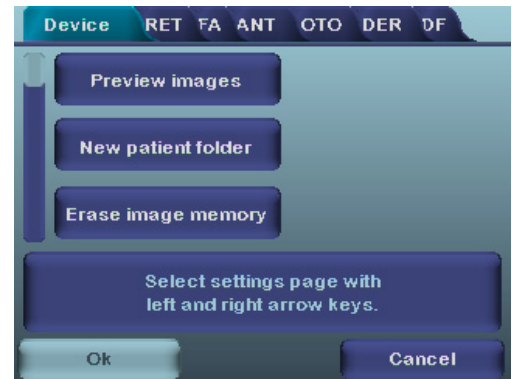 Device RET FA ANT OTO DER DF
Preview images
New patient folder
Erase image memory
Select settings page with
left and right arrow keys.
Ok Cancel